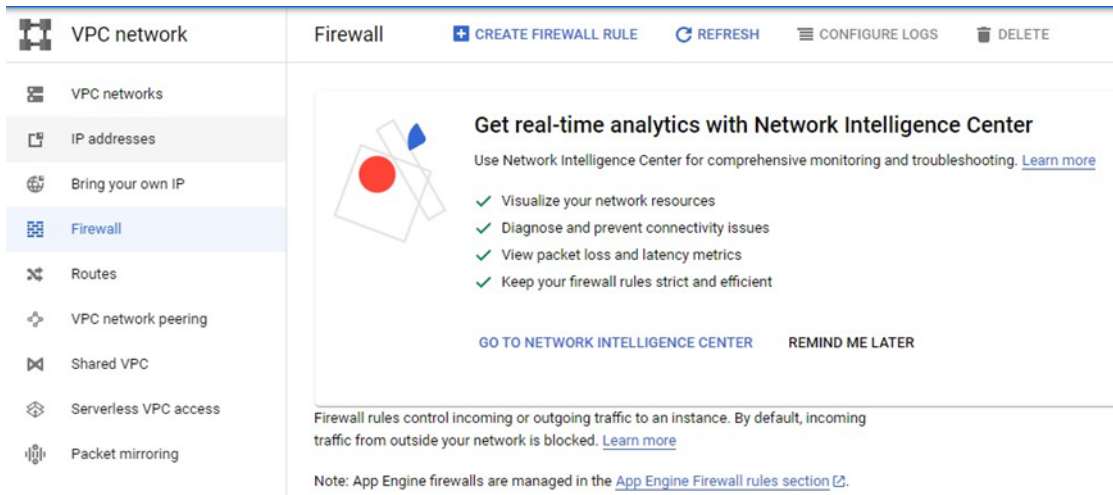 VPC network
Firewall
CREATE FIREWALL RULE
REFRESH
CONFIGURE LOGS
DELETE
VPC networks
IP addresses
Bring your own IP
Firewall
Routes
VPC network peering
Shared VPC
Serverless VPC access
Packet mirroring
Get real-time analytics with Network Intelligence Center
Use Network Intelligence Center for comprehensive monitoring and troubleshooting. Learn more
Visualize your network resources
Diagnose and prevent connectivity issues
View packet loss and latency metrics
Keep your firewall rules strict and efficient
GO TO NETWORK INTELLIGENCE CENTER
REMIND ME LATER
Firewall rules control incoming or outgoing traffic to an instance. By default, incoming
traffic from outside your network is blocked. Learn more
Note: App Engine firewalls are managed in the App Engine Firewall rules section.